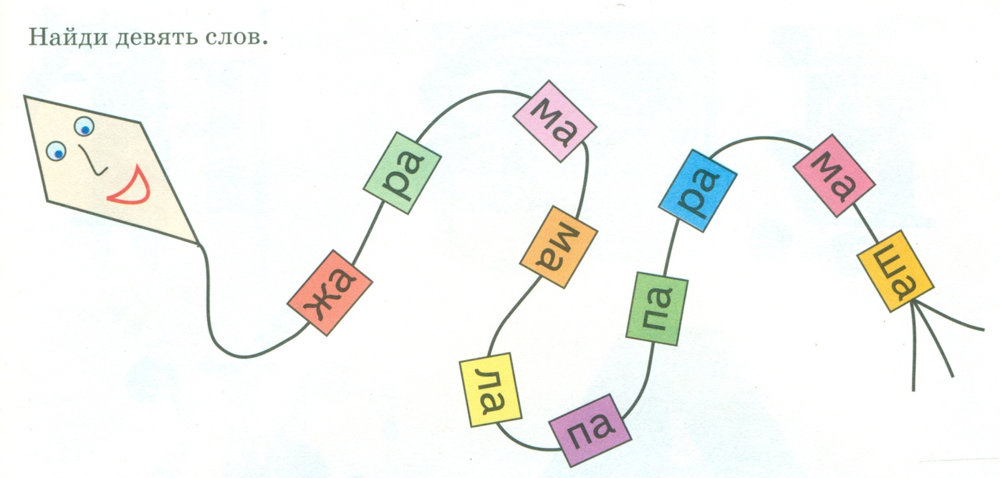 Найди девять слов.
жа
ра
ма
ма
ла
па
па
ра
ма
ша